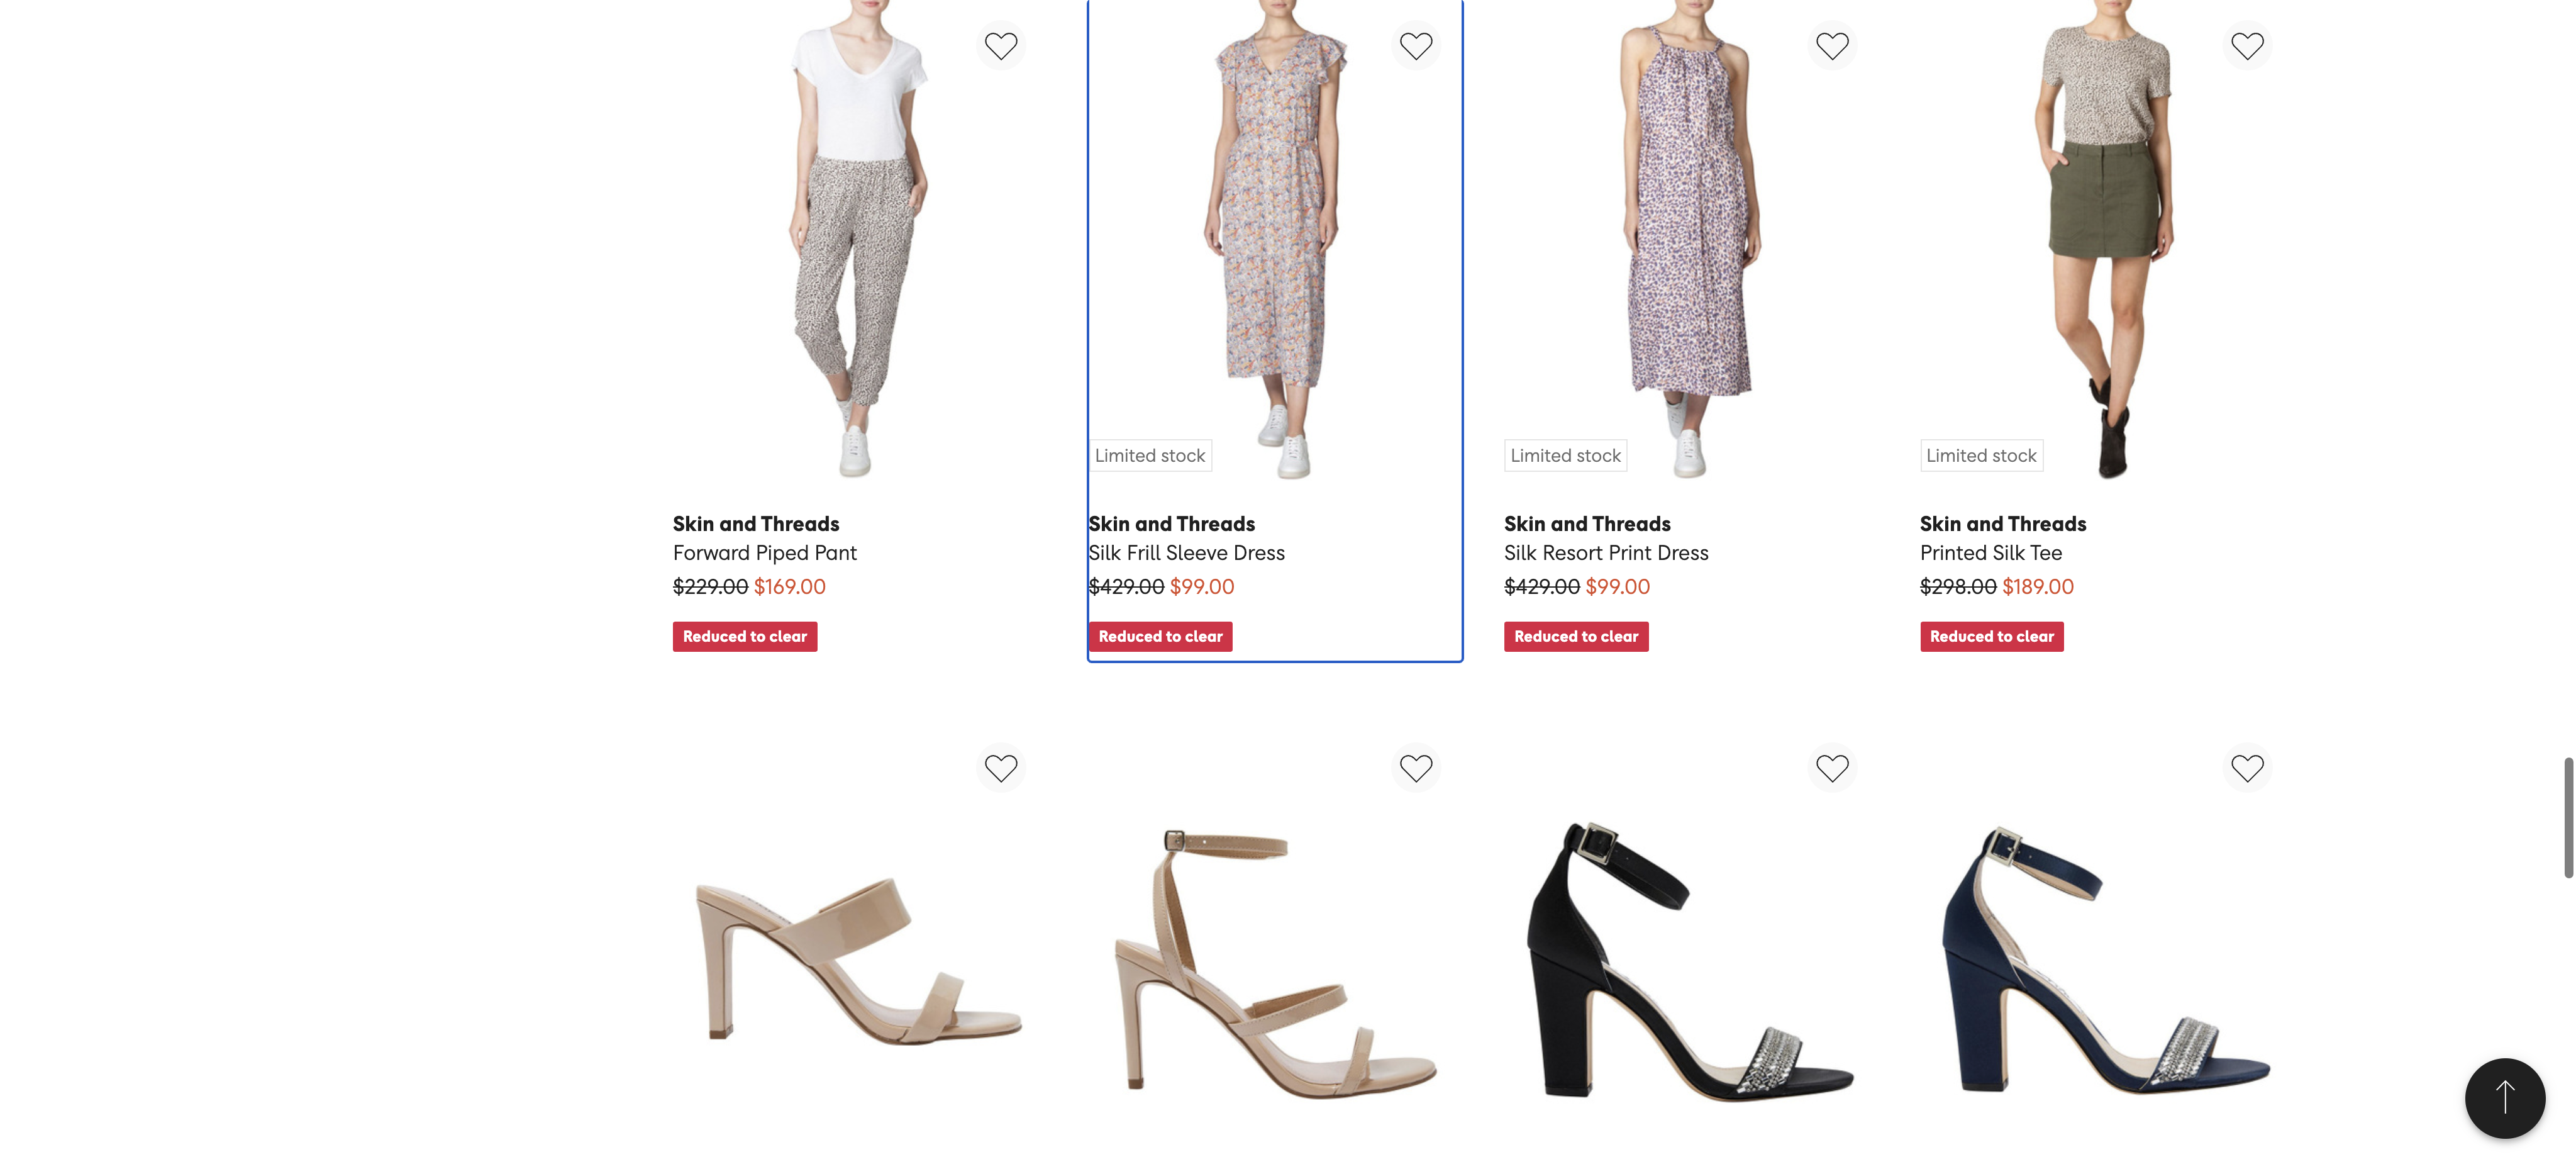 Limited stock
Limited stock
Limited stock
Skin and Threads
Forward Piped Pant
$229.00 $169.00
Reduced to clear
Skin and Threads
Silk Frill Sleeve Dress
$429.00 $99.00
Reduced to clear
Skin and Threads
Silk Resort Print Dress
$429.00 $99.00
Reduced to clear
Skin and Threads
Printed Silk Tee
$298.00 $189.00
Reduced to clear